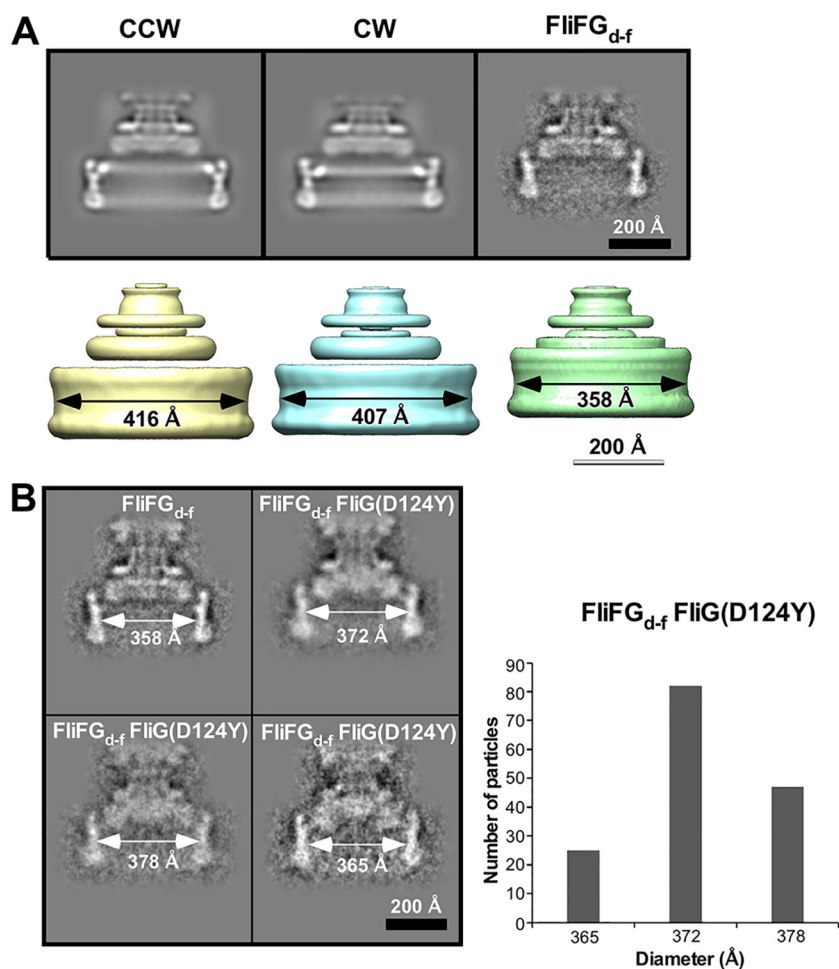 A
CCW CW FliFGd-f
200 Å
416 Å 407 Å 358 Å
200 Å
B
FliFGd-f FliFGd-f FliG(D124Y)
358 Å 372 Å
FliFGd-f FliG(D124Y) FliFGd-f FliG(D124Y)
378 Å 365 Å
200 Å
FliFGd-f FliG(D124Y)
Number of particles
90
80
70
60
50
40
30
20
10
0
365 372 378
Diameter (Å)